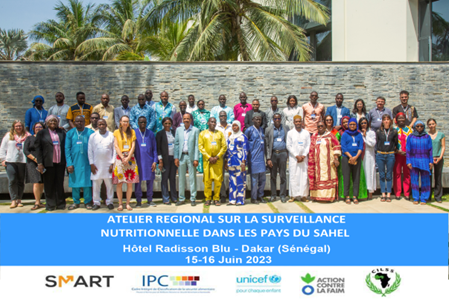 ATELIER REGIONAL SUR LA SURVEILLANCE
NUTRITIONNELLE DANS LES PAYS DU SAHEL
Hôtel Radisson Blu - Dakar (Sénégal)
15-16 Juin 2023
SMART
IPC
unicef
pour chaque enfant
ACTION
CONTRE
LA FAIM
CILSS